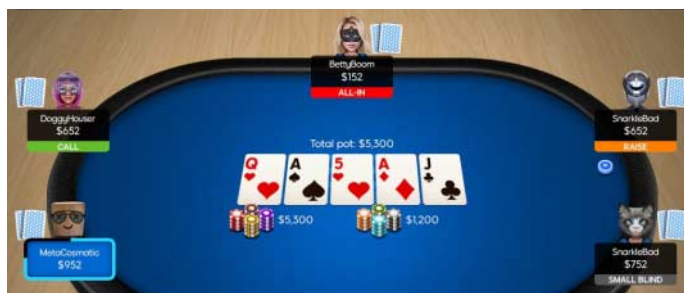 BettyBoom
$152
ALL-IN
DoggyHouser
$652
CALL
SnarkleBad
$652
RAISE
Total pot: $5,300
Q
A
5
A
J
$5,300
$1,200
MetaCosmatic
$952
SnarkleBad
$752
SMALL BLIND